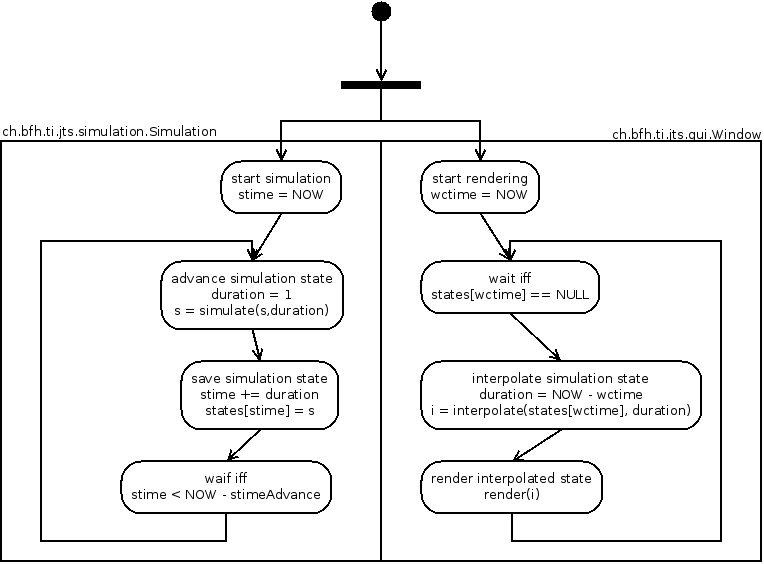 ch.bfh.ti.jts.simulation.Simulation
ch.bfh.ti.jts.gui.Window
start simulation
stime = NOW
start rendering
wctime = NOW
advance simulation state
duration = 1
s = simulate(s,duration)
wait iff
states[wctime] == NULL
save simulation state
stime += duration
states[stime] = s
interpolate simulation state
duration = NOW - wctime
i = interpolate(states[wctime], duration)
waif iff
stime < NOW - stimeAdvance
render interpolated state
render(i)